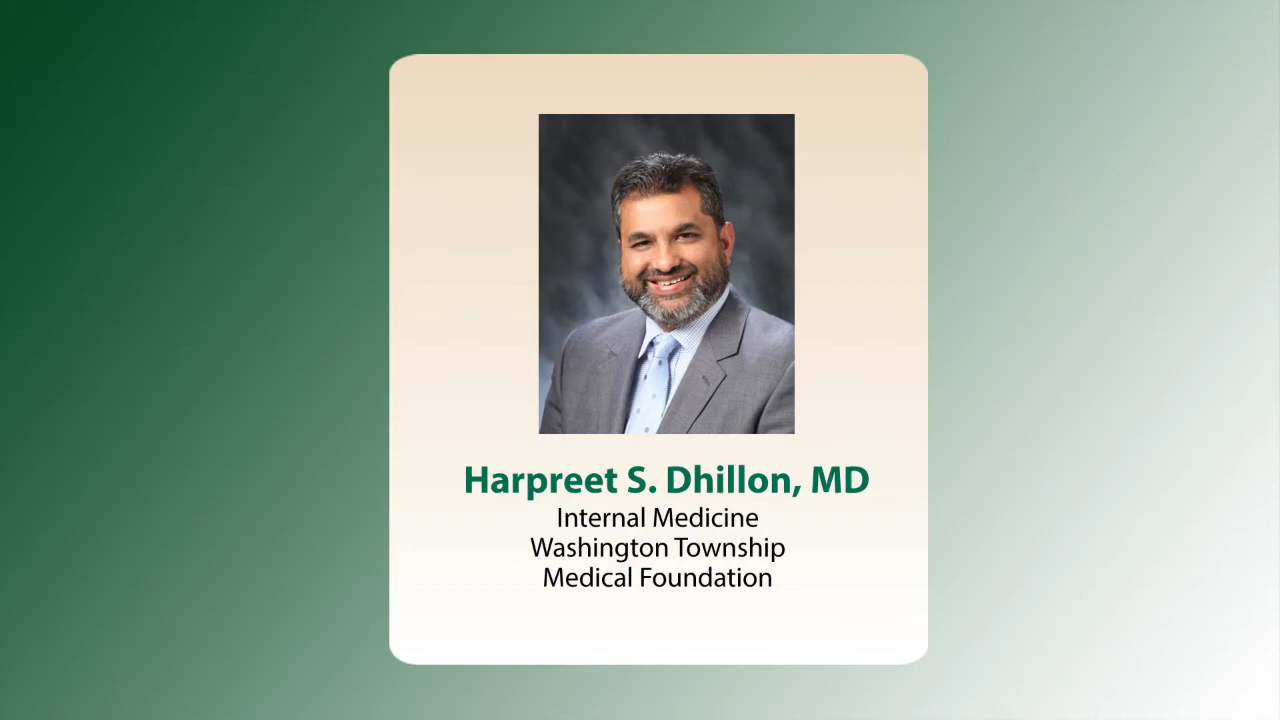 Harpreet S. Dhillon, MD
Internal Medicine
Washington Township
Medical Foundation